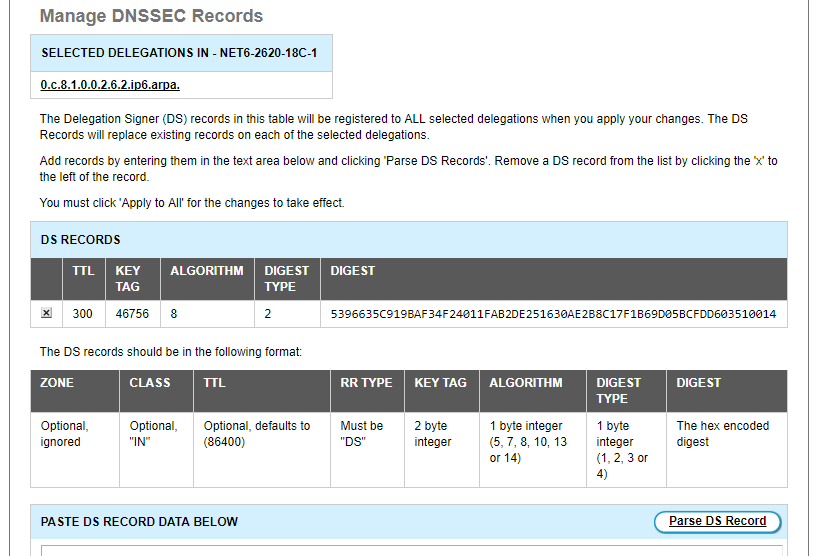 Manage DNSSEC Records
SELECTED DELEGATIONS IN - NET6-2620-18C-1
0.c.8.1.0.0.2.6.2.ip6.arpa.
The Delegation Signer (DS) records in this table will be registered to ALL selected delegations when you apply your changes. The DS
Records will replace existing records on each of the selected delegations.
Add records by entering them in the text area below and clicking 'Parse DS Records'. Remove a DS record from the list by clicking the 'x' to
the left of the record.
You must click 'Apply to All' for the changes to take effect.
DS RECORDS
TTL KEY TAG ALGORITHM DIGEST TYPE DIGEST
x 300 46756 8 2 5396635C919BAF34F24011FAB2DE251630AE2B8C17F1B69D05BCFDD603510014
The DS records should be in the following format:
ZONE CLASS TTL RR TYPE KEY TAG ALGORITHM DIGEST TYPE DIGEST
Optional, ignored
Optional, "IN"
Optional, defaults to (86400)
Must be "DS"
2 byte integer
1 byte integer (5, 7, 8, 10, 13 or 14)
1 byte integer (1, 2, 3 or 4)
The hex encoded digest
PASTE DS RECORD DATA BELOW
Parse DS Record